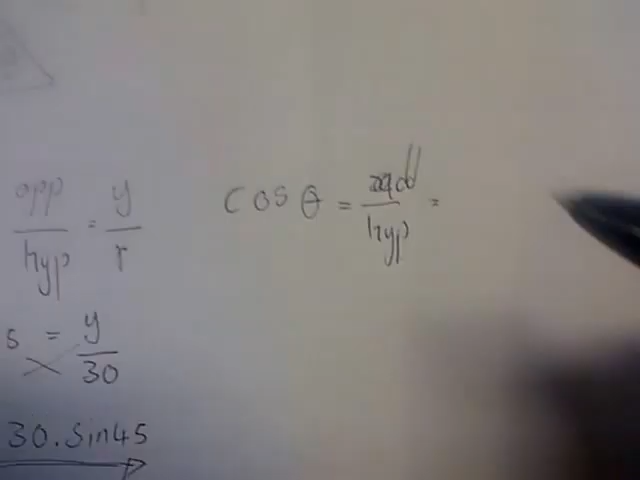 opp/hyp = y/r
cos θ = adj/hyp =
s = y/30
30.Sin45